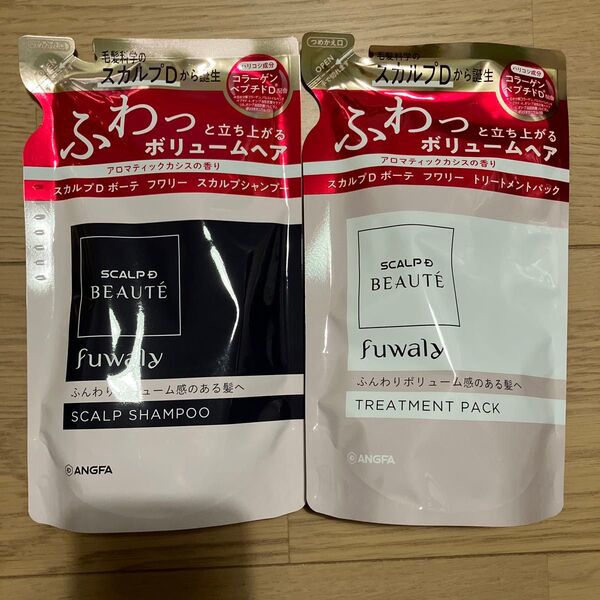 OPEN
毛髪科学の
スカルプDから誕生
ハリコシ成分
コラーゲン
ペプチドD配合
ふわっと立ち上がる
ボリュームヘア
アロマティックカシスの香り
スカルプD ボーテ フワリー スカルプシャンプー
SCALP D
BEAUTÉ
fuwaly
ふんわりボリューム感のある髪へ
SCALP SHAMPOO
ANGFA
つめかえ口
OPEN
毛髪科学の
スカルプDから誕生
ハリコシ成分
コラーゲン
ペプチドD配合
ふわっと立ち上がる
ボリュームヘア
アロマティックカシスの香り
スカルプD ボーテ フワリー トリートメントパック
SCALP D
BEAUTÉ
fuwaly
ふんわりボリューム感のある髪へ
TREATMENT PACK
ANGFA